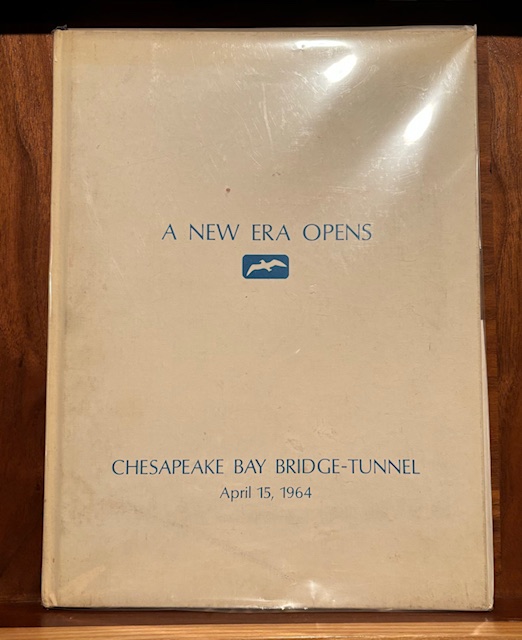 A NEW ERA OPENS
CHESAPEAKE BAY BRIDGE-TUNNEL
April 15, 1964